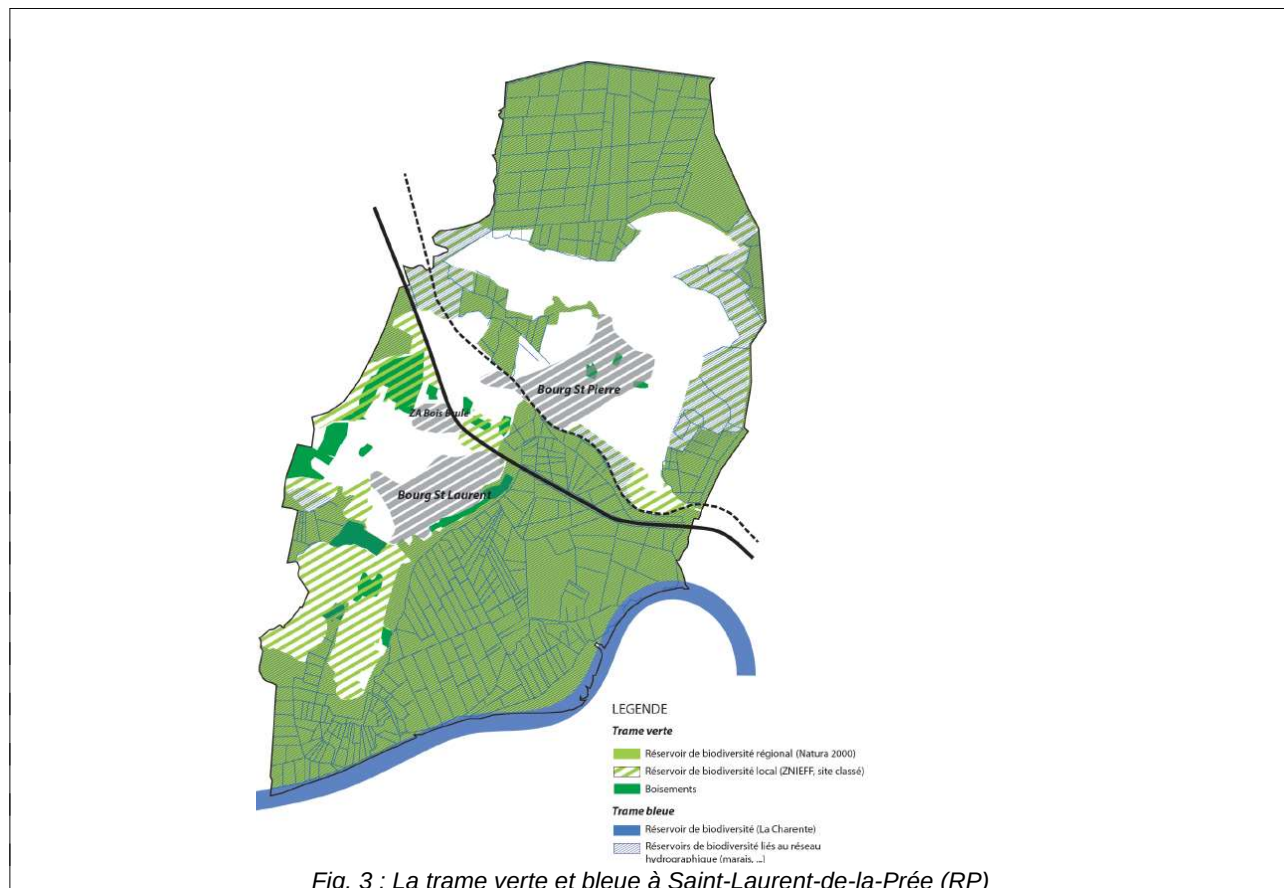 Bourg St Pierre
ZA Bois Brulé
Bourg St Laurent
LEGENDE
Trame verte
Réservoir de biodiversité régional (Natura 2000)
Réservoir de biodiversité local (ZNIEFF, site classé)
Boisements
Trame bleue
Réservoir de biodiversité (La Charente)
Réservoirs de biodiversité liés au réseau
hydrographique (marais, ...)
Fig. 3 : La trame verte et bleue à Saint-Laurent-de-la-Prée (RP)